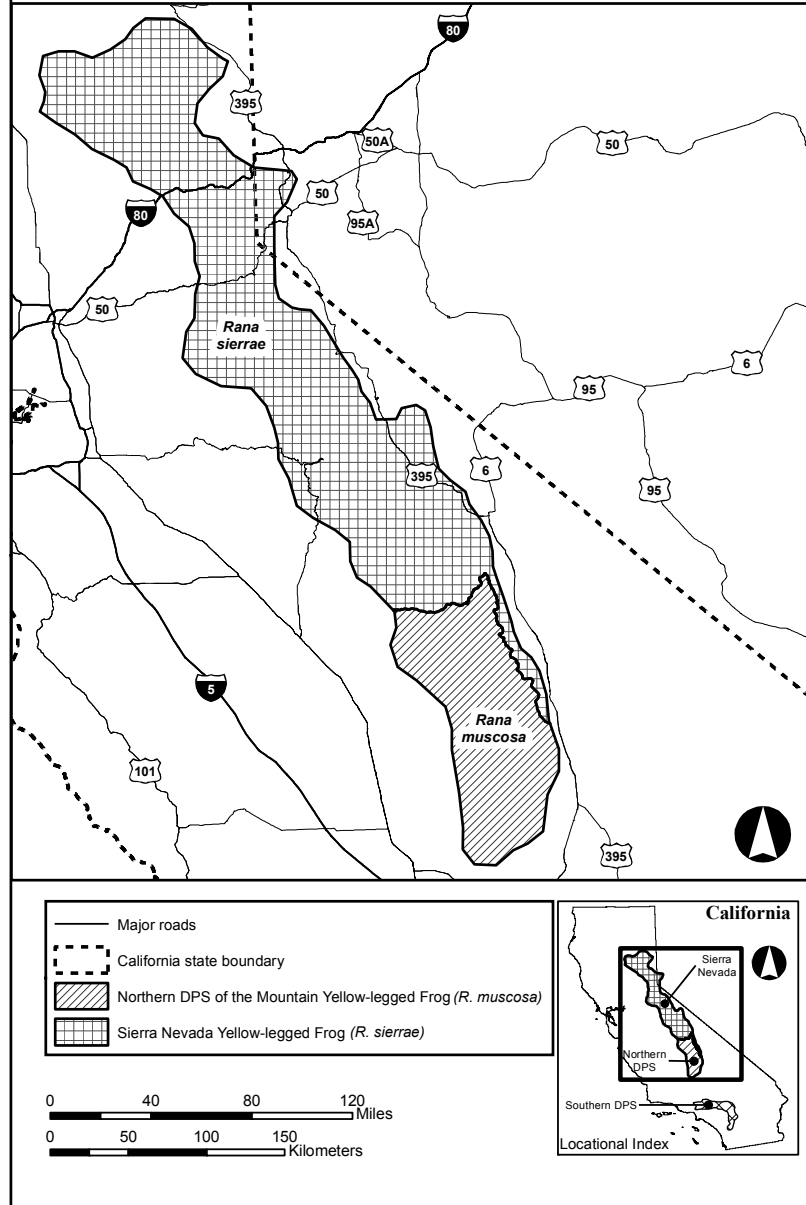 80
395
50A
50
50
95A
80
50
Rana
sierrae
6
95
395
6
95
5
Rana
muscosa
101
395
Major roads
California state boundary
Northern DPS of the Mountain Yellow-legged Frog (R. muscosa)
Sierra Nevada Yellow-legged Frog (R. sierrae)
0 40 80 120
Miles
0 50 100 150
Kilometers
California
Sierra
Nevada
Northern
DPS
Southern DPS
Locational Index